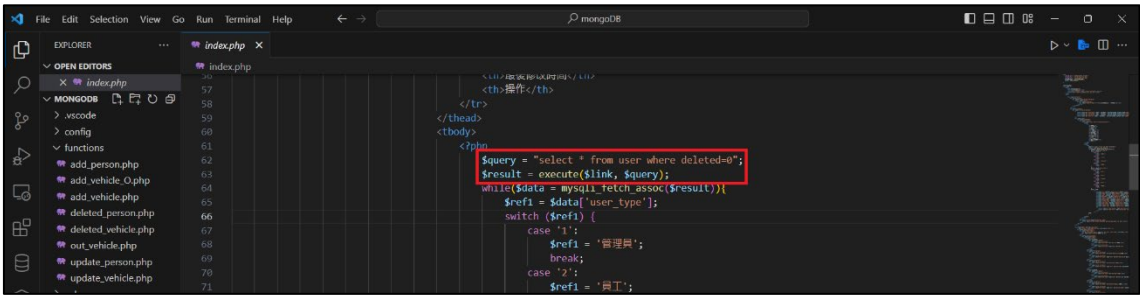 File Edit Selection View Go Run Terminal Help
mongoDB
EXPLORER
index.php
OPEN EDITORS
index.php
index.php
MONGODB
57 <th>操作</th>
58 </tr>
.vscode
59 </thead>
config
60 <tbody>
functions
61 <?php
add_person.php
62 $query = "select * from user where deleted=0";
add_vehicle_O.php
63 $result = execute($link, $query);
add_vehicle.php
64 while($data = mysqli_fetch_assoc($result)){
65 $ref1 = $data['user_type'];
deleted_person.php
66 switch ($ref1) {
deleted_vehicle.php
67 case '1':
out_vehicle.php
68 $ref1 = '管理員';
update_person.php
69 break;
update_vehicle.php
70 case '2':
71 $ref1 = '員工';